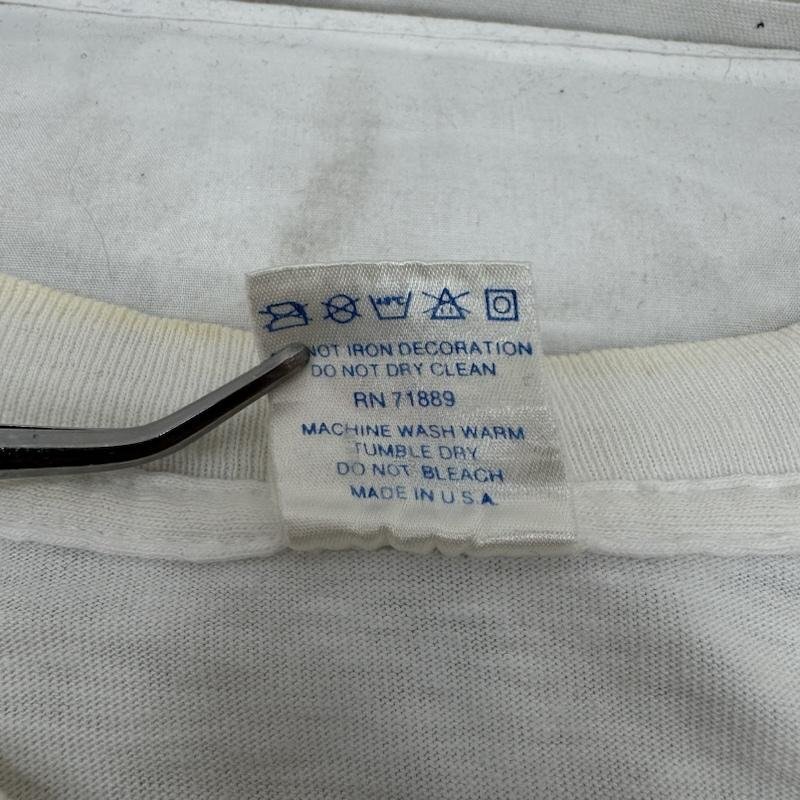 40°C
NOT IRON DECORATION
DO NOT DRY CLEAN
RN 71889
MACHINE WASH WARM
TUMBLE DRY
DO NOT BLEACH
MADE IN U.S.A.